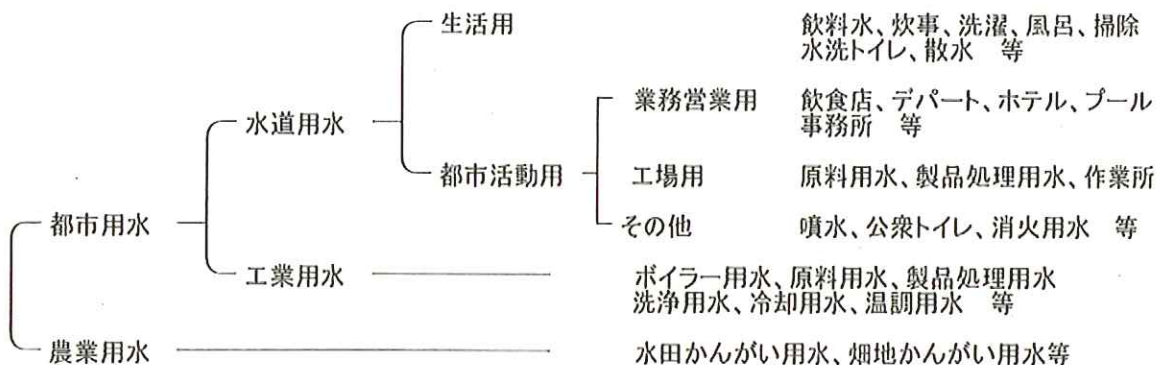 生活用 飲料水、炊事、洗濯、風呂、掃除
水洗トイレ、散水 等
業務営業用 飲食店、デパート、ホテル、プール
事務所 等
水道用水
都市活動用 工場用 原料用水、製品処理用水、作業所
都市用水 その他 噴水、公衆トイレ、消火用水 等
工業用水 ボイラー用水、原料用水、製品処理用水
洗浄用水、冷却用水、温調用水 等
農業用水 水田かんがい用水、畑地かんがい用水等